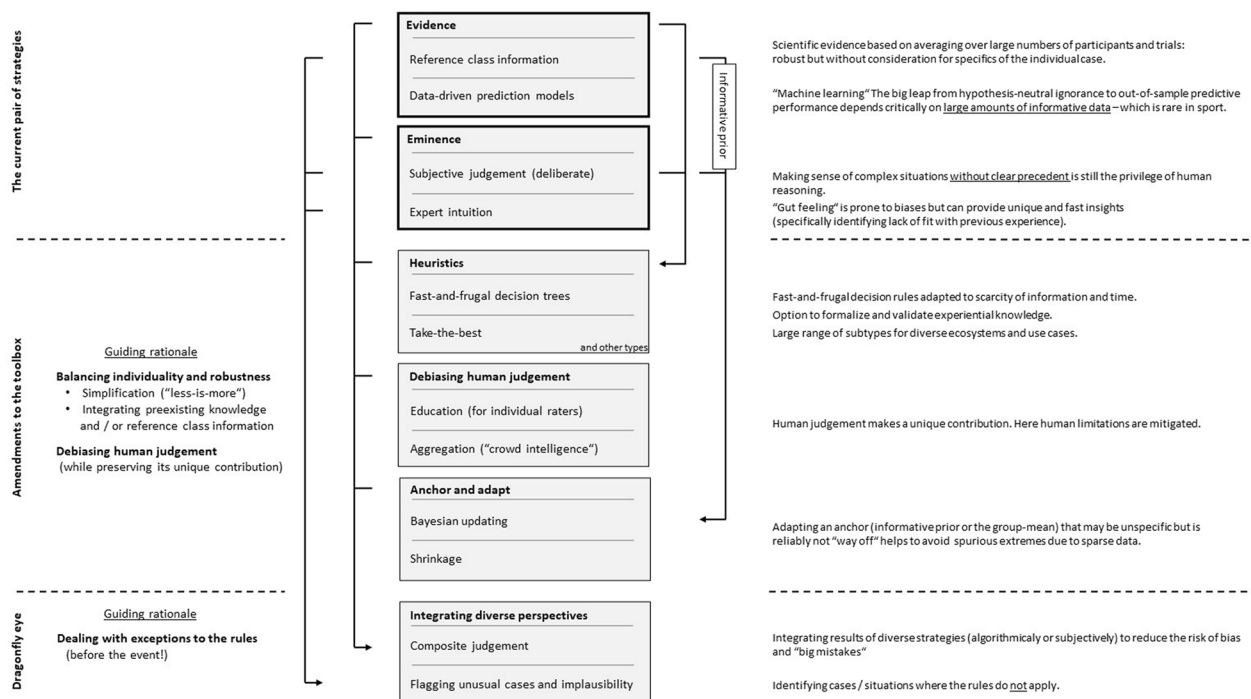 The current pair of strategies
Evidence
Reference class information
Data-driven prediction models
Eminence
Subjective judgement (deliberate)
Expert intuition
Informative prior
Scientific evidence based on averaging over large numbers of participants and trials:
robust but without consideration for specifics of the individual case.
“Machine learning“ The big leap from hypothesis-neutral ignorance to out-of-sample predictive
performance depends critically on large amounts of informative data – which is rare in sport.
Making sense of complex situations without clear precedent is still the privilege of human
reasoning.
“Gut feeling“ is prone to biases but can provide unique and fast insights
(specifically identifying lack of fit with previous experience).
Amendments to the toolbox
Guiding rationale
Balancing individuality and robustness
• Simplification (“less-is-more“)
• Integrating preexisting knowledge
and / or reference class information
Debiasing human judgement
(while preserving its unique contribution)
Heuristics
Fast-and-frugal decision trees
Take-the-best
and other types
Debiasing human judgement
Education (for individual raters)
Aggregation (“crowd intelligence“)
Anchor and adapt
Bayesian updating
Shrinkage
Fast-and-frugal decision rules adapted to scarcity of information and time.
Option to formalize and validate experiential knowledge.
Large range of subtypes for diverse ecosystems and use cases.
Human judgement makes a unique contribution. Here human limitations are mitigated.
Adapting an anchor (informative prior or the group-mean) that may be unspecific but is
reliably not “way off“ helps to avoid spurious extremes due to sparse data.
Dragonfly eye
Guiding rationale
Dealing with exceptions to the rules
(before the event!)
Integrating diverse perspectives
Composite judgement
Flagging unusual cases and implausibility
Integrating results of diverse strategies (algorithmicaly or subjectively) to reduce the risk of bias
and “big mistakes“
Identifying cases / situations where the rules do not apply.